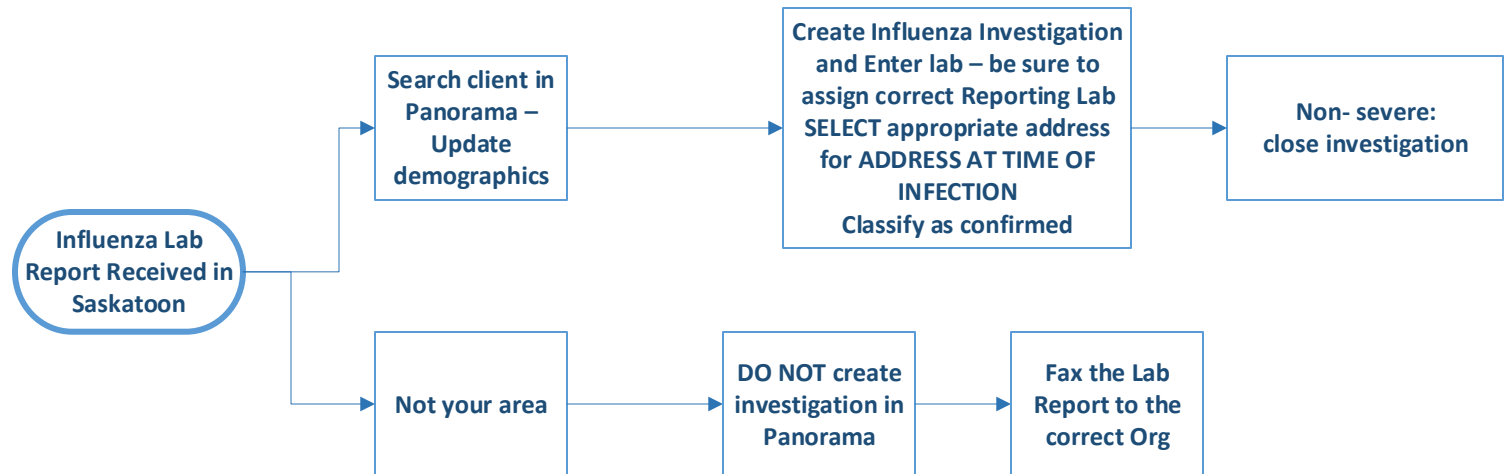 Influenza Lab
Report Received in
Saskatoon
Search client in
Panorama –
Update
demographics
Create Influenza Investigation
and Enter lab – be sure to
assign correct Reporting Lab
SELECT appropriate address
for ADDRESS AT TIME OF
INFECTION
Classify as confirmed
Non- severe:
close investigation
Not your area
DO NOT create
investigation in
Panorama
Fax the Lab
Report to the
correct Org